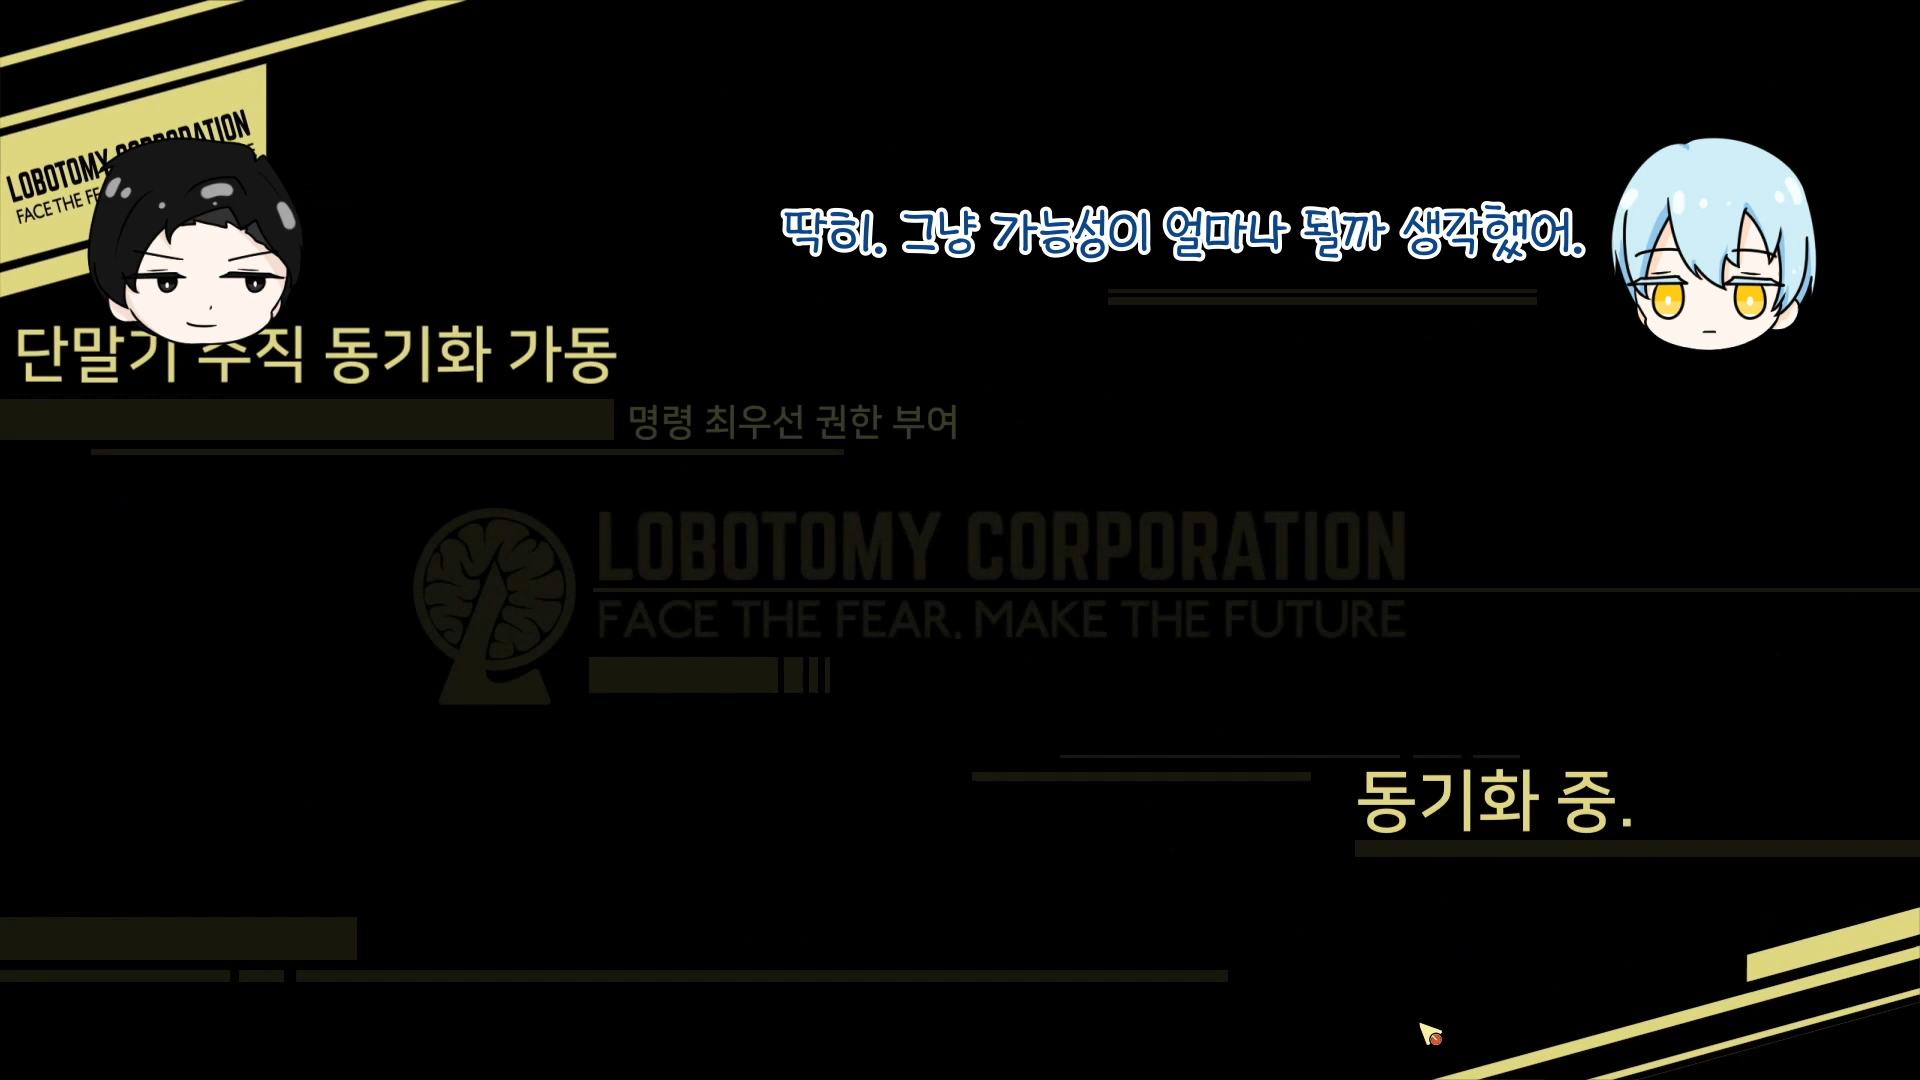 LOBOTOMY CORPORATION
FACE THE FE
딱히. 그냥 가능성이 얼마나 될까 생각했어.
단말기 수직 동기화 가동
명령 최우선 권한 부여
LOBOTOMY CORPORATION
FACE THE FEAR, MAKE THE FUTURE
동기화 중.